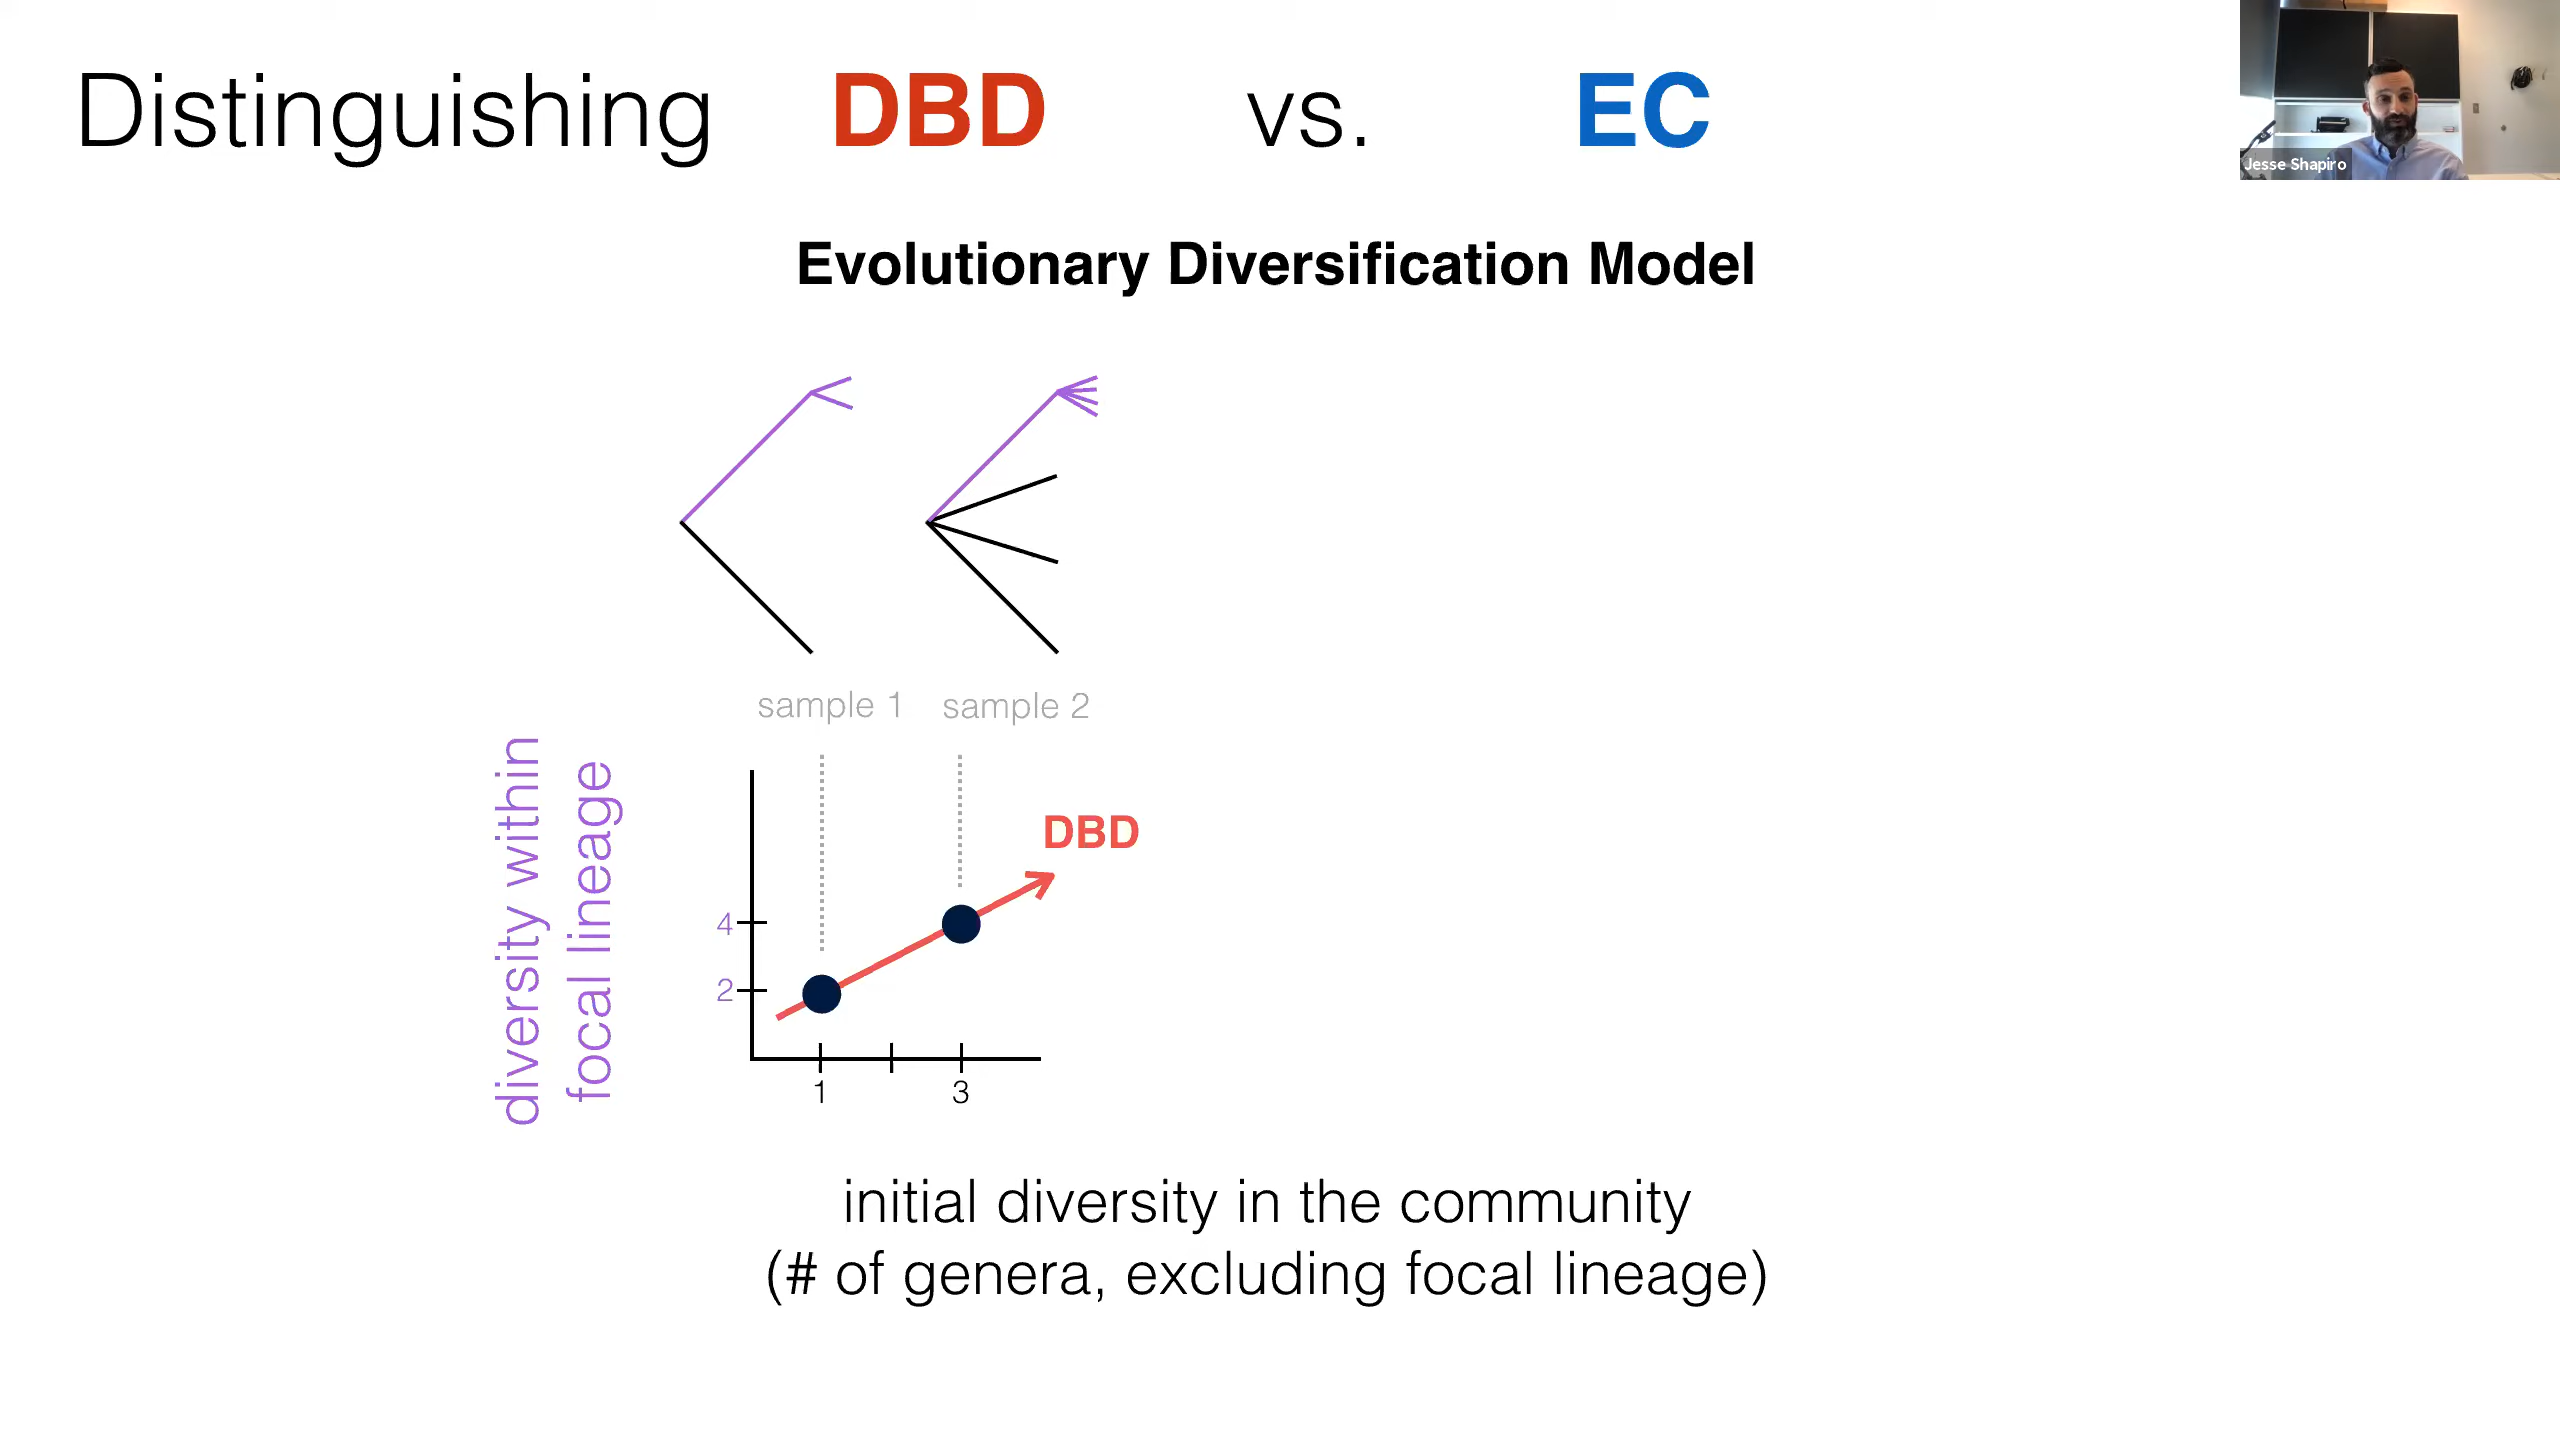 Distinguishing DBD vs. EC
Jesse Shapiro
Evolutionary Diversification Model
sample 1 sample 2
diversity within
focal lineage
DBD
4
2
1 3
initial diversity in the community
(# of genera, excluding focal lineage)